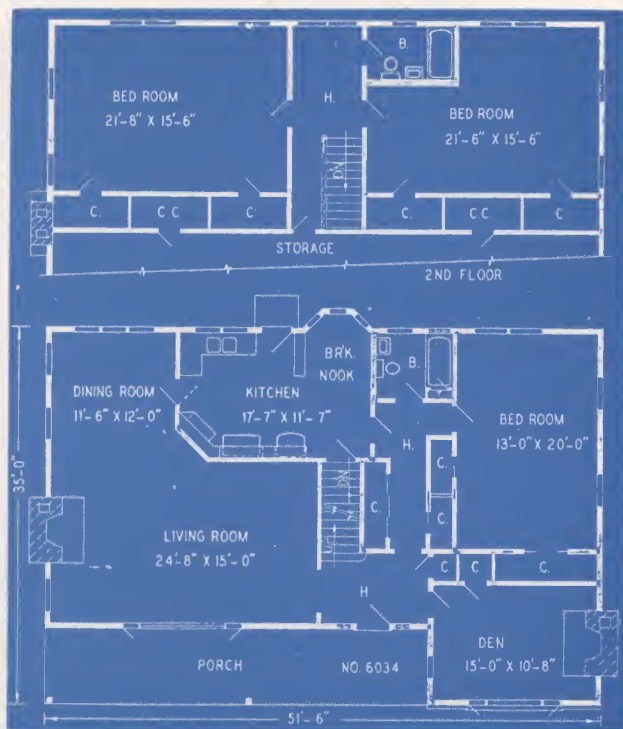 B.
BED ROOM
21'-8" X 15'-6"
H.
BED ROOM
21'-6" X 15'-6"
DN.
C.
C C
C
C.
C.C.
C
STORAGE
2ND FLOOR
BR'K.
NOOK
B.
DINING ROOM
11'-6" X 12'-0"
KITCHEN
17'-7" X 11'-7"
BED ROOM
13'-0" X 20'-0"
H.
C.
DN.
C.
C.
35'-0"
LIVING ROOM
24'-8" X 15'-0"
C
C
C.
H
DEN
15'-0" X 10'-8"
PORCH
NO. 6034
51'-6"